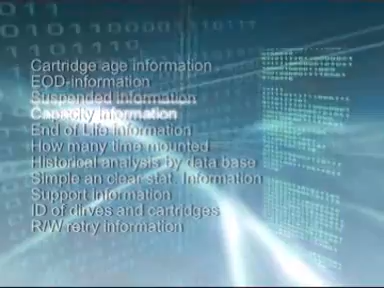 Cartridge age information
EOD-information
Suspended information
Capacity information
End of Life information
How many time mounted
Historical analysis by data base
Simple an clear stat. Information
Support information
ID of dirves and cartridges
R/W retry information